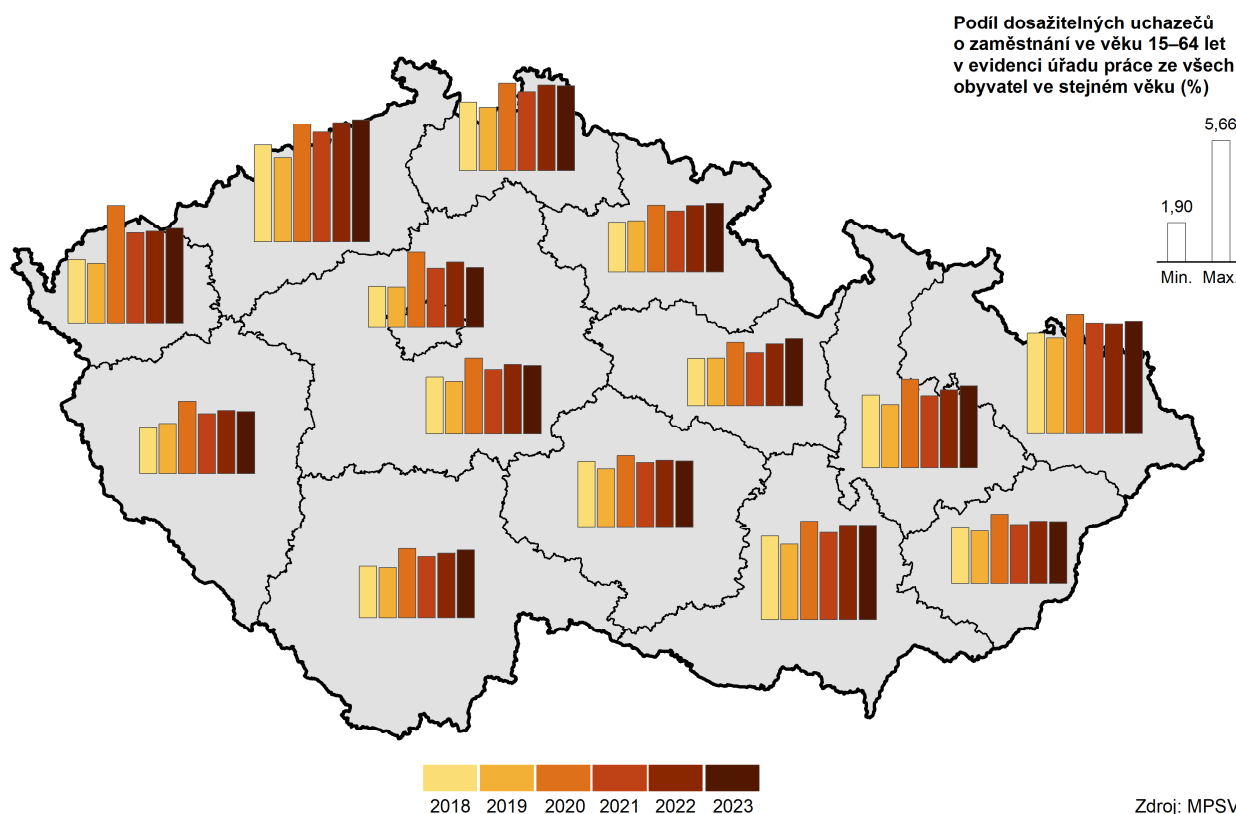 Podíl dosažitelných uchazečů
o zaměstnání ve věku 15–64 let
v evidenci úřadu práce ze všech
obyvatel ve stejném věku (%)
5,66
1,90
Min. Max.
2018 2019 2020 2021 2022 2023
Zdroj: MPSV